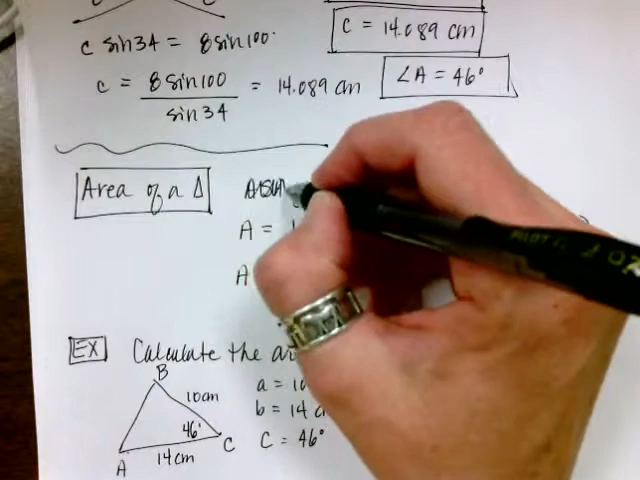 c sin34 = 8sin100
c = 8sin100 / sin34 = 14.089 cm
c = 14.089 cm
∠A = 46°
Area of a Δ
A =
A
EX Calculate the
B
10cm
46°
A
14cm
C
a = 10
b = 14 c
C = 46°
PILOT